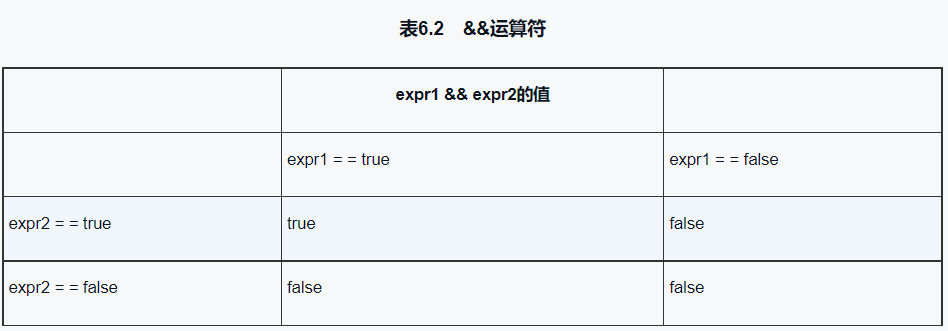 表6.2 &&运算符
expr1 && expr2的值
expr1 = = true expr1 = = false
expr2 = = true true false
expr2 = = false false false